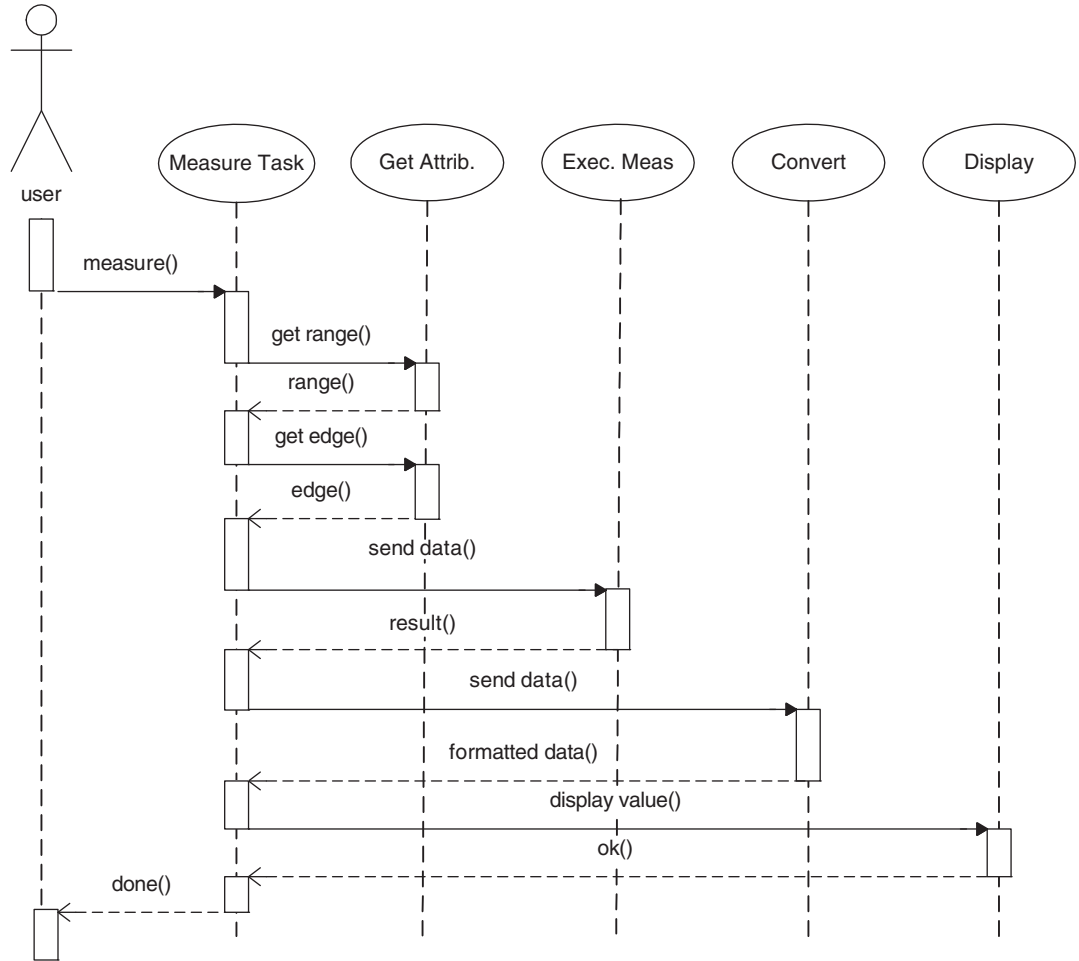 Measure Task
Get Attrib.
Exec. Meas
Convert
Display
user
measure()
get range()
range()
get edge()
edge()
send data()
result()
send data()
formatted data()
display value()
ok()
done()